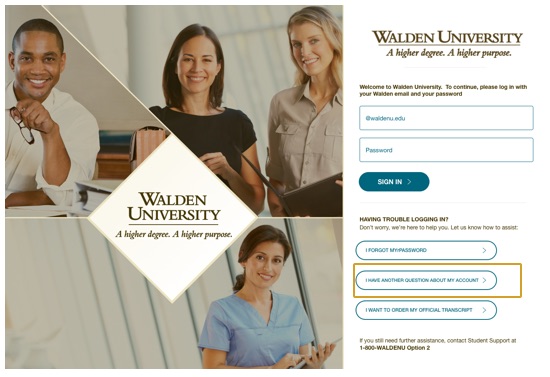 WALDEN
UNIVERSITY
A higher degree. A higher purpose.
WALDEN UNIVERSITY
A higher degree. A higher purpose.
Welcome to Walden University. To continue, please log in with
your Walden email and your password
@waldenu.edu
Password
SIGN IN
HAVING TROUBLE LOGGING IN?
Don't worry, we're here to help you. Let us know how to assist:
I FORGOT MY PASSWORD
I HAVE ANOTHER QUESTION ABOUT MY ACCOUNT
I WANT TO ORDER MY OFFICIAL TRANSCRIPT
If you still need further assistance, contact Student Support at
1-800-WALDENU Option 2